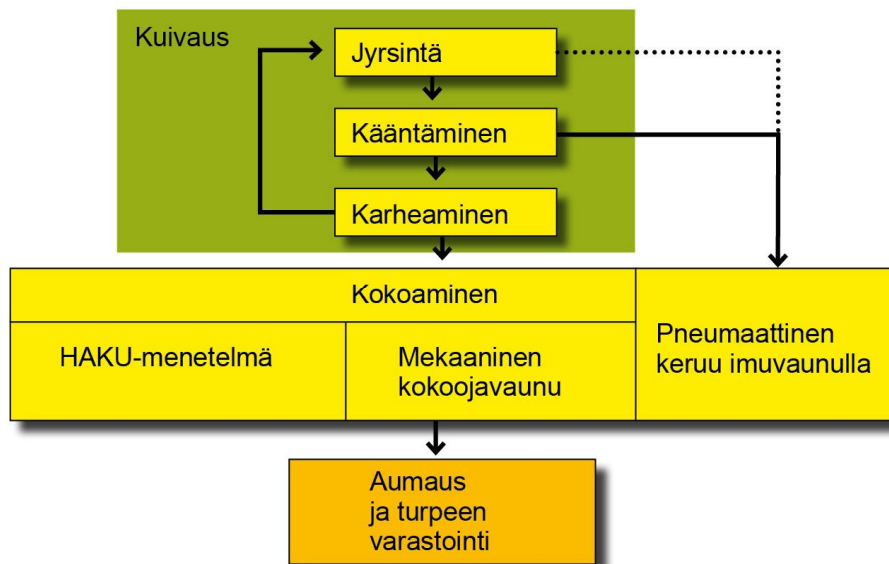 Kuivaus
Jyrsintä
Kääntäminen
Karheaminen
Kokoaminen
HAKU-menetelmä
Mekaaninen
kokoojavaunu
Pneumaattinen
keruu imuvaunulla
Aumaus
ja turpeen
varastointi